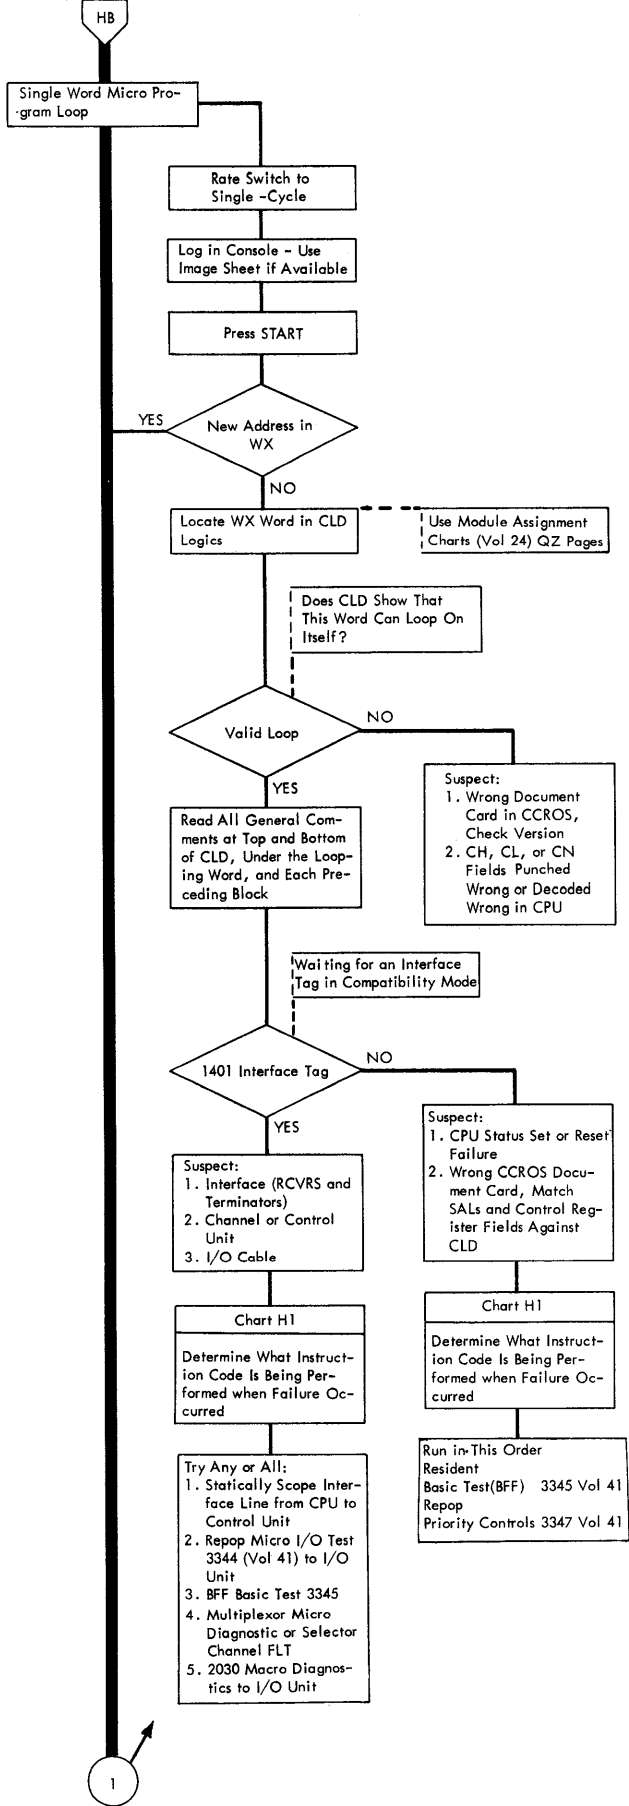 HB
Single Word Micro Pro-
gram Loop
Rate Switch to
Single -Cycle
Log in Console - Use
Image Sheet if Available
Press START
YES
New Address in
WX
NO
Locate WX Word in CLD
Logics
Use Module Assignment
Charts (Vol 24) QZ Pages
Does CLD Show That
This Word Can Loop On
Itself?
Valid Loop
NO
YES
Suspect:
1. Wrong Document
Card in CCROS,
Check Version
2. CH, CL, or CN
Fields Punched
Wrong or Decoded
Wrong in CPU
Read All General Com-
ments at Top and Bottom
of CLD, Under the Loop-
ing Word, and Each Pre-
ceding Block
Waiting for an Interface
Tag in Compatibility Mode
1401 Interface Tag
NO
YES
Suspect:
1. CPU Status Set or Reset
Failure
2. Wrong CCROS Docu-
ment Card, Match
SALs and Control Reg-
ister Fields Against
CLD
Suspect:
1. Interface (RCVRS and
Terminators)
2. Channel or Control
Unit
3. I/O Cable
Chart H1
Determine What Instruct-
ion Code Is Being Per-
formed when Failure Oc-
curred
Chart H1
Determine What Instruct-
ion Code Is Being Per-
formed when Failure Oc-
curred
Run in This Order
Resident
Basic Test(BFF) 3345 Vol 41
Repop
Priority Controls 3347 Vol 41
Try Any or All:
1. Statically Scope Inter-
face Line from CPU to
Control Unit
2. Repop Micro I/O Test
3344 (Vol 41) to I/O
Unit
3. BFF Basic Test 3345
4. Multiplexor Micro
Diagnostic or Selector
Channel FLT
5. 2030 Macro Diagnos-
tics to I/O Unit
1